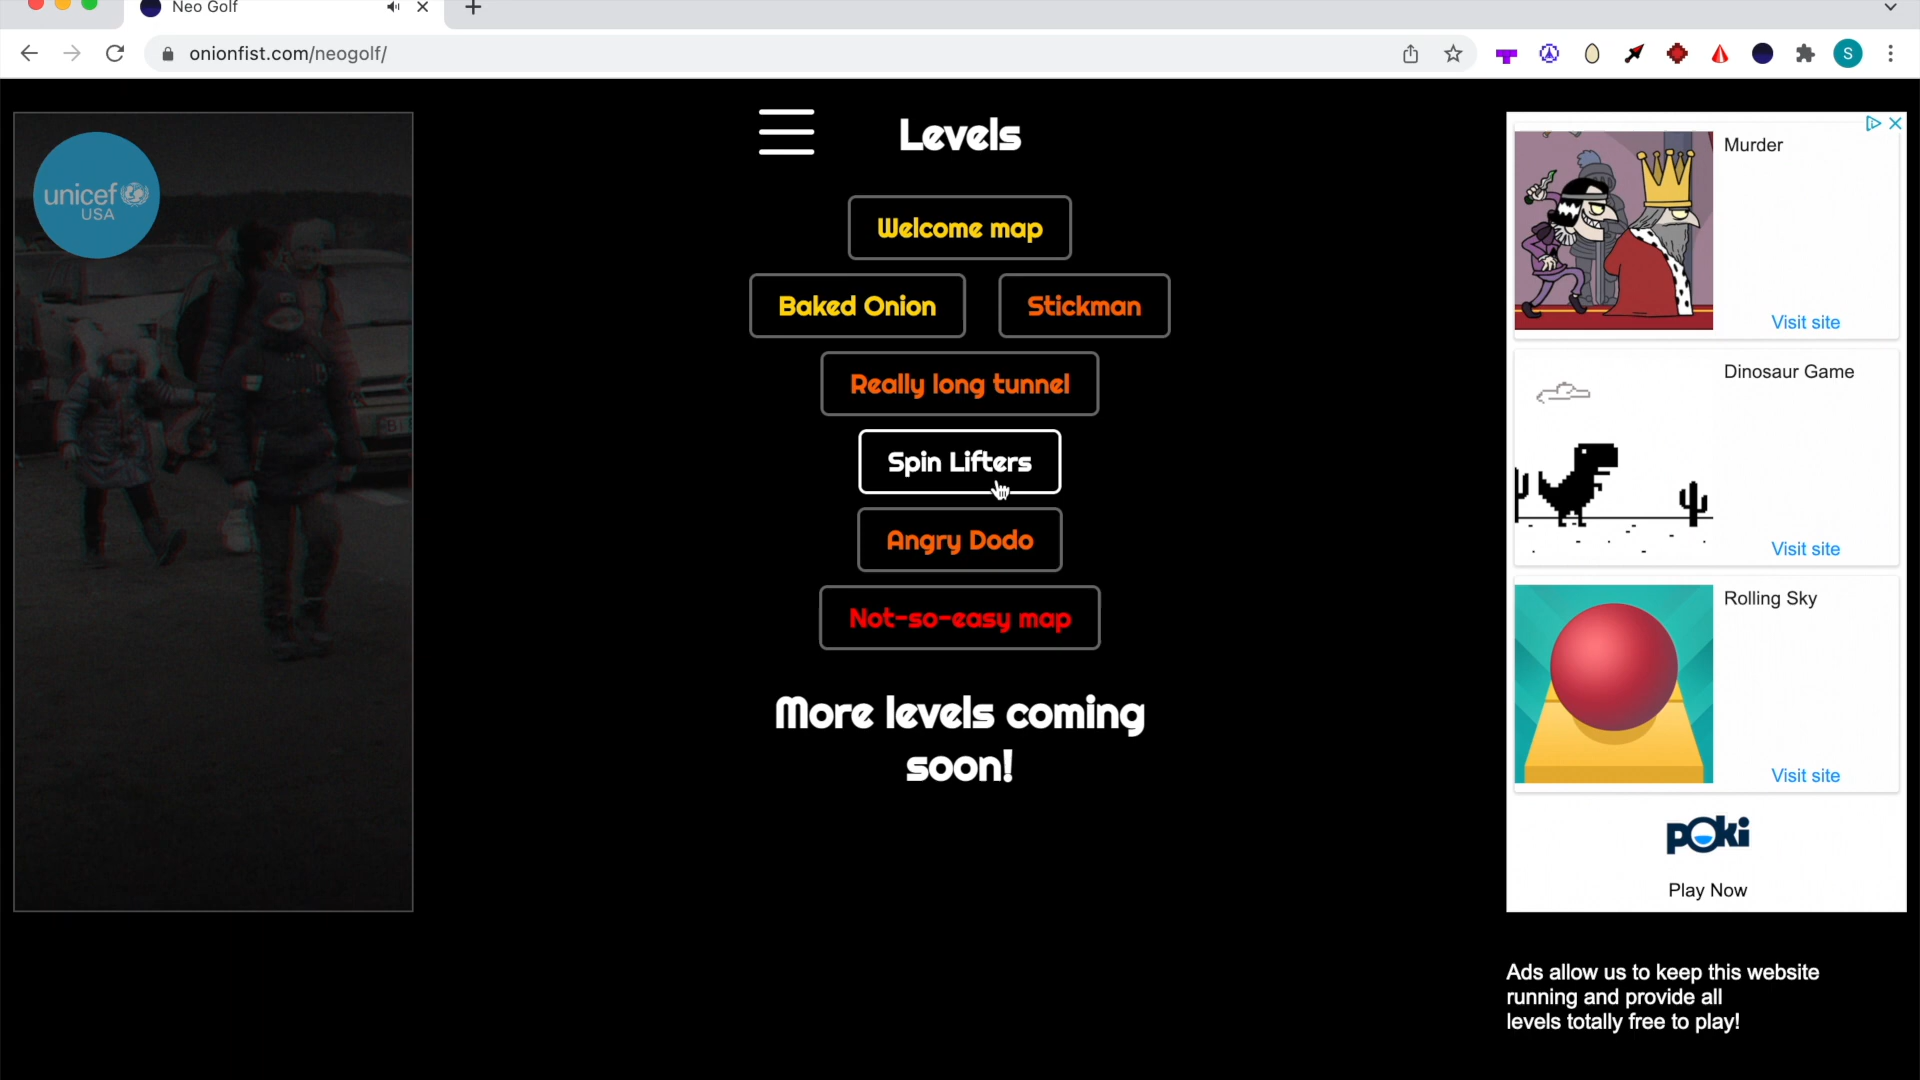 Neo Golf
onionfist.com/neogolf/
S
unicef
USA
Levels
Welcome map
Baked Onion
Stickman
Really long tunnel
Spin Lifters
Angry Dodo
Not-so-easy map
More levels coming
soon!
Murder
Visit site
Dinosaur Game
Visit site
Rolling Sky
Visit site
poki
Play Now
Ads allow us to keep this website
running and provide all
levels totally free to play!